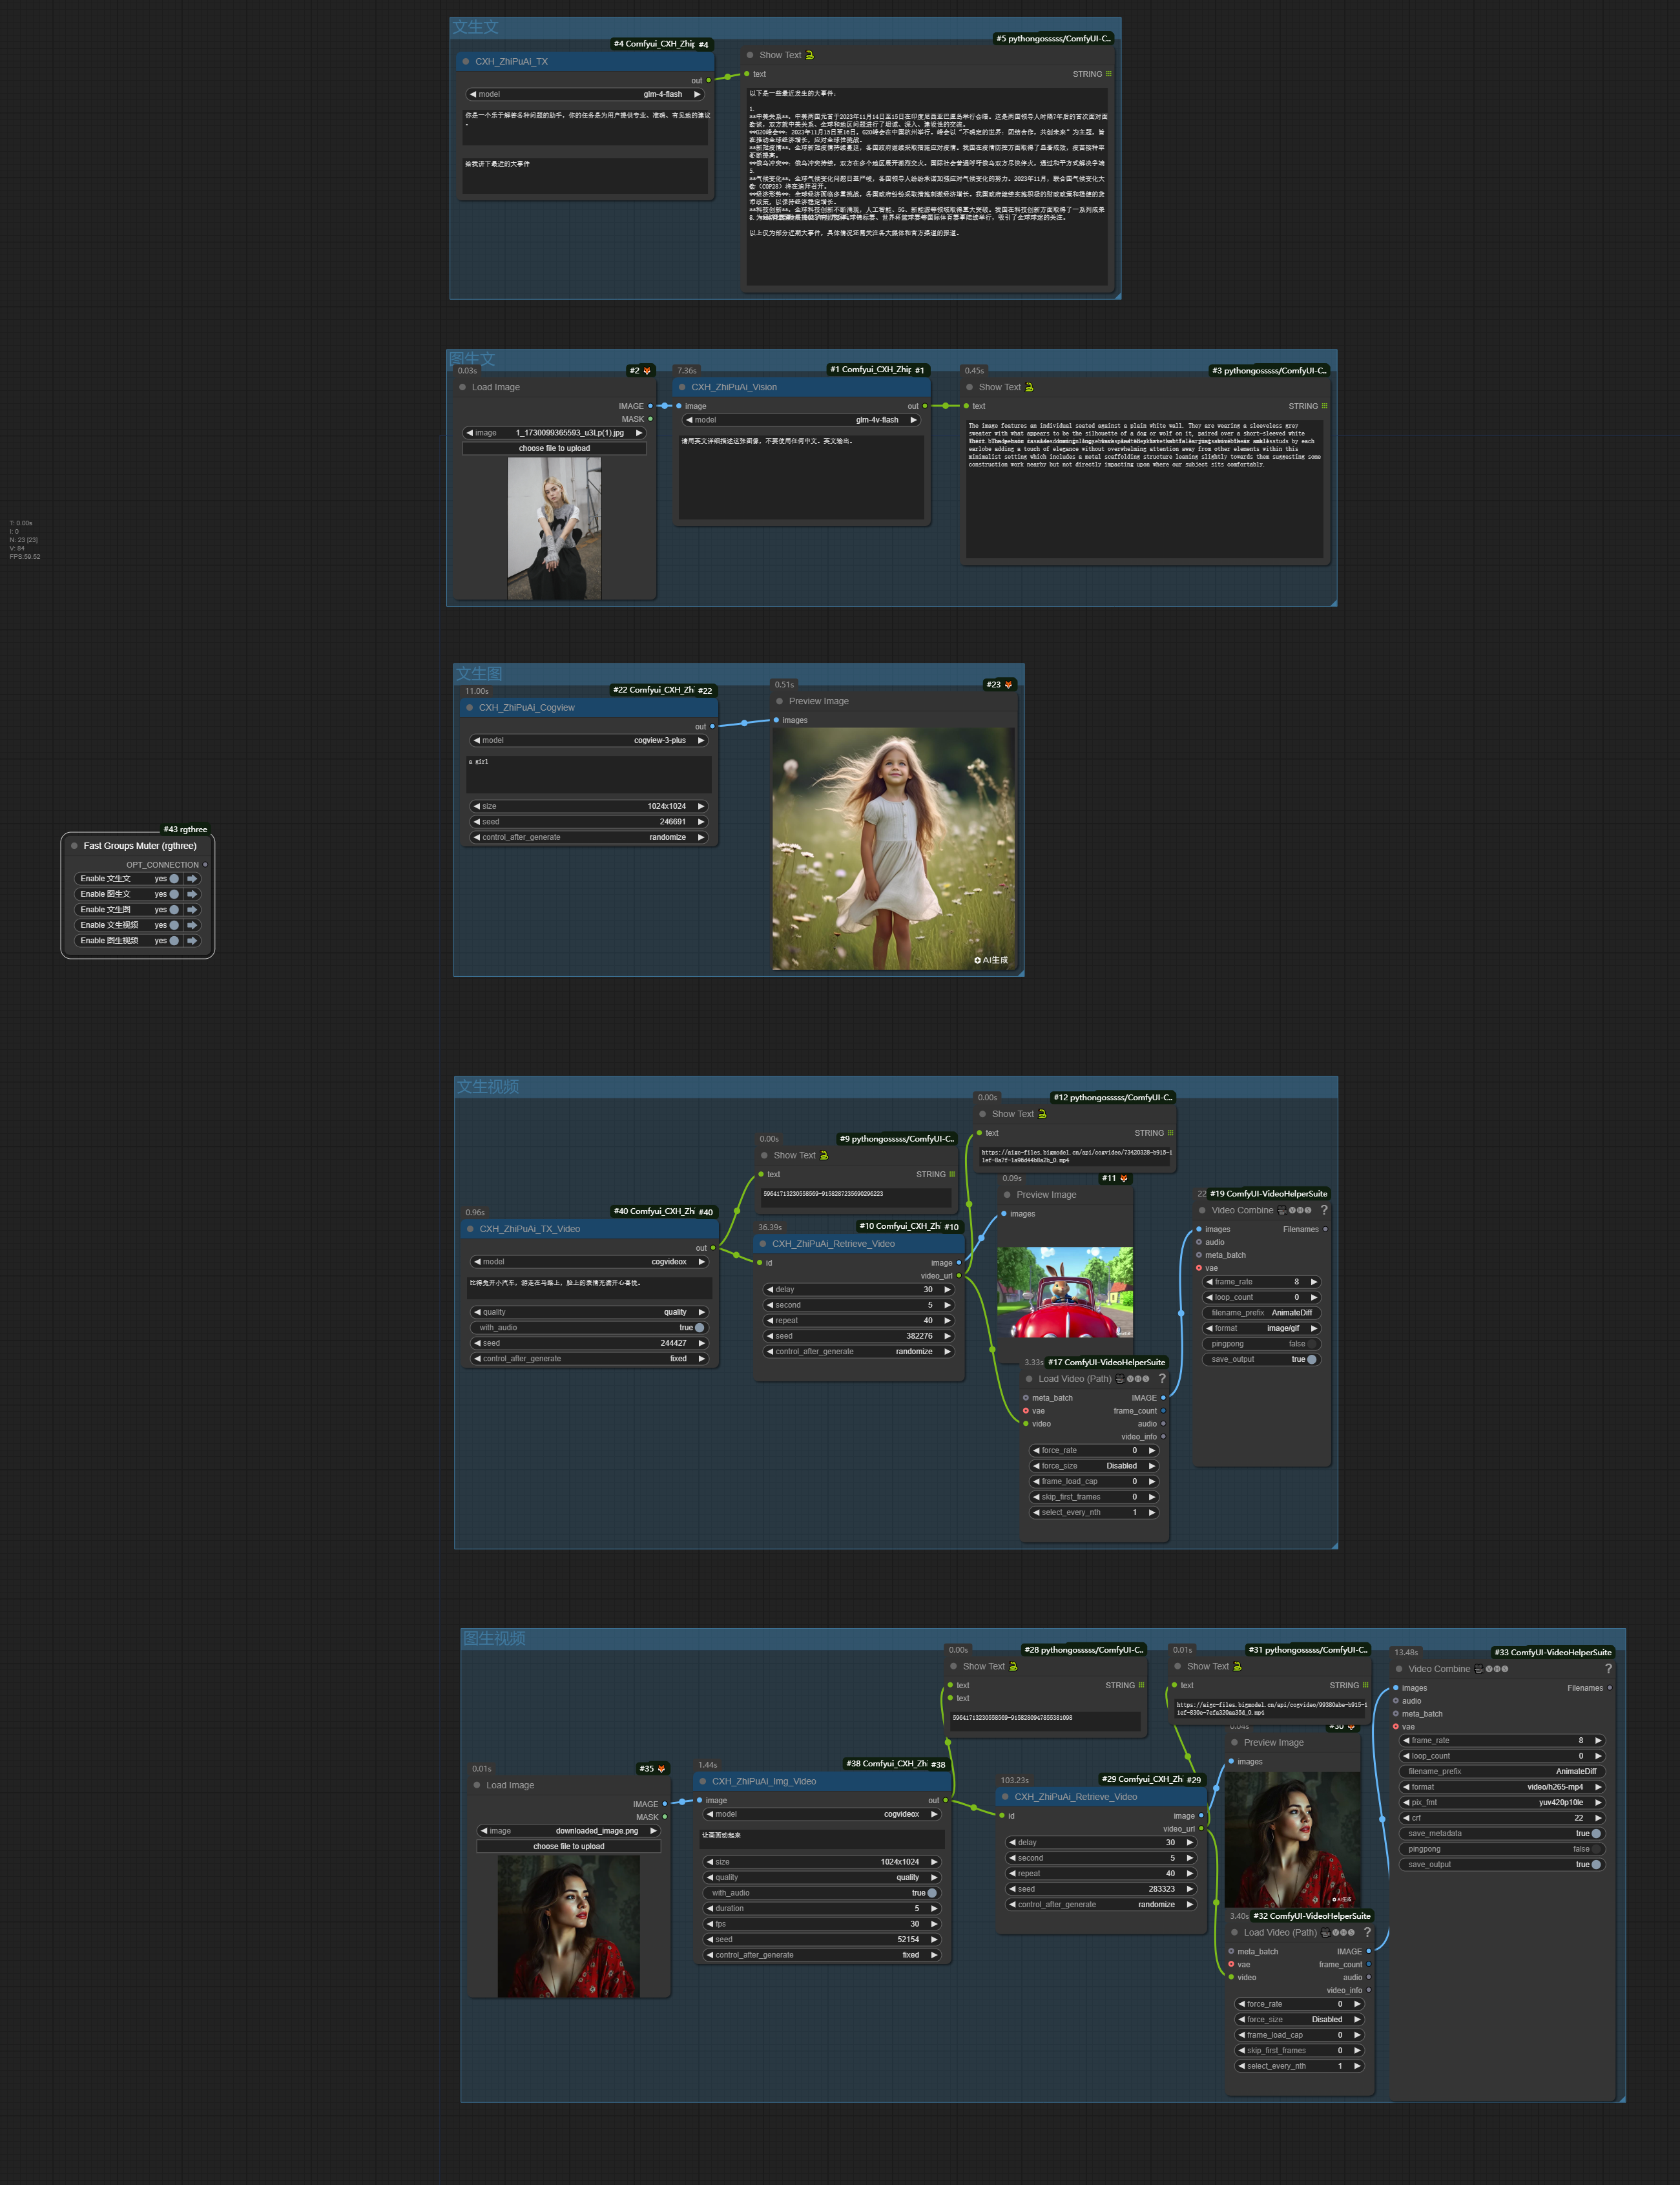 文生文
#4 Comfyui_CXH_Zhip #4
CXH_ZhiPuAi_TX
out
model glm-4-flash
你是一个乐于解答各种问题的助手，你的任务是为用户提供专业、准确、有见地的建议
。
给我讲下最近的大事件
#5 pythongosssss/ComfyUI-C..
Show Text
text STRING
以下是一些最近发生的大事件：
1.
以上仅为部分近期大事件，具体情况还需关注各大媒体和官方渠道的报道。
图生文
0.03s
#2
Load Image
IMAGE
MASK
image 1_1730099365593_u3Lp(1).jpg
choose file to upload
7.36s
#1 Comfyui_CXH_Zhip #1
CXH_ZhiPuAi_Vision
image out
model glm-4v-flash
请用英文详细描述这张图像。不要使用任何中文。英文输出。
0.45s
#3 pythongosssss/ComfyUI-C..
Show Text
text STRING
The image features an individual seated against a plain white wall. They are wearing a sleeveless grey
sweater with what appears to be the silhouette of a dog or wolf on it, paired over a short-sleeved white
earlobe adding a touch of elegance without overwhelming attention away from other elements within this
minimalist setting which includes a metal scaffolding structure leaning slightly towards them suggesting some
construction work nearby but not directly impacting upon where our subject sits comfortably.
T: 0.00s
I: 0
N: 23 [23]
V: 54
FPS:59.52
文生图
11.00s
#22 Comfyui_CXH_Zhi #22
CXH_ZhiPuAi_Cogview
out
model cogview-3-plus
a girl
size 1024x1024
seed 246691
control_after_generate randomize
0.51s
#23
Preview Image
images
AI生成
#43 rgthree
Fast Groups Muter (rgthree)
OPT_CONNECTION
Enable 文生文 yes
Enable 图生文 yes
Enable 文生图 yes
Enable 文生视频 yes
Enable 图生视频 yes
文生视频
0.96s
#40 Comfyui_CXH_Zhi #40
CXH_ZhiPuAi_TX_Video
out
model cogvideox
比得兔开小汽车，游走在马路上，脸上的表情充满开心喜悦。
quality quality
with_audio true
seed 244427
control_after_generate fixed
0.00s
#9 pythongosssss/ComfyUI-C..
Show Text
text STRING
59641713230558569-9158287235690296223
36.39s
#10 Comfyui_CXH_Zhi #10
CXH_ZhiPuAi_Retrieve_Video
id image
video_url
delay 30
second 5
repeat 40
seed 382276
control_after_generate randomize
0.00s
#12 pythongosssss/ComfyUI-C..
Show Text
text STRING
https://aigc-files.bigmodel.cn/api/cogvideo/73420328-b915-1
1ef-8a7f-1a96d44b8a2b_0.mp4
0.09s
#11
Preview Image
images
3.33s
#17 ComfyUI-VideoHelperSuite
Load Video (Path) ?
meta_batch IMAGE
vae frame_count
video audio
video_info
force_rate 0
force_size Disabled
frame_load_cap 0
skip_first_frames 0
select_every_nth 1
#19 ComfyUI-VideoHelperSuite
Video Combine ?
images Filenames
audio
meta_batch
vae
frame_rate 8
loop_count 0
filename_prefix AnimateDiff
format image/gif
pingpong false
save_output true
图生视频
0.01s
#35
Load Image
IMAGE
MASK
image downloaded_image.png
choose file to upload
1.44s
#38 Comfyui_CXH_Zhi #38
CXH_ZhiPuAi_Img_Video
image out
model cogvideox
让画面动起来
size 1024x1024
quality quality
with_audio true
duration 5
fps 30
seed 52154
control_after_generate fixed
0.00s
#28 pythongosssss/ComfyUI-C..
Show Text
text STRING
text
59641713230558569-9158280947855381098
103.23s
#29 Comfyui_CXH_Zhi #29
CXH_ZhiPuAi_Retrieve_Video
id image
video_url
delay 30
second 5
repeat 40
seed 283323
control_after_generate randomize
0.01s
#31 pythongosssss/ComfyUI-C..
Show Text
text STRING
https://aigc-files.bigmodel.cn/api/cogvideo/99380abe-b915-1
1ef-830e-7efa320aa35d_0.mp4
#30
Preview Image
images
AI生成
3.40s
#32 ComfyUI-VideoHelperSuite
Load Video (Path) ?
meta_batch IMAGE
vae frame_count
video audio
video_info
force_rate 0
force_size Disabled
frame_load_cap 0
skip_first_frames 0
select_every_nth 1
13.48s
#33 ComfyUI-VideoHelperSuite
Video Combine ?
images Filenames
audio
meta_batch
vae
frame_rate 8
loop_count 0
filename_prefix AnimateDiff
format video/h265-mp4
pix_fmt yuv420p10le
crf 22
save_metadata true
pingpong false
save_output true